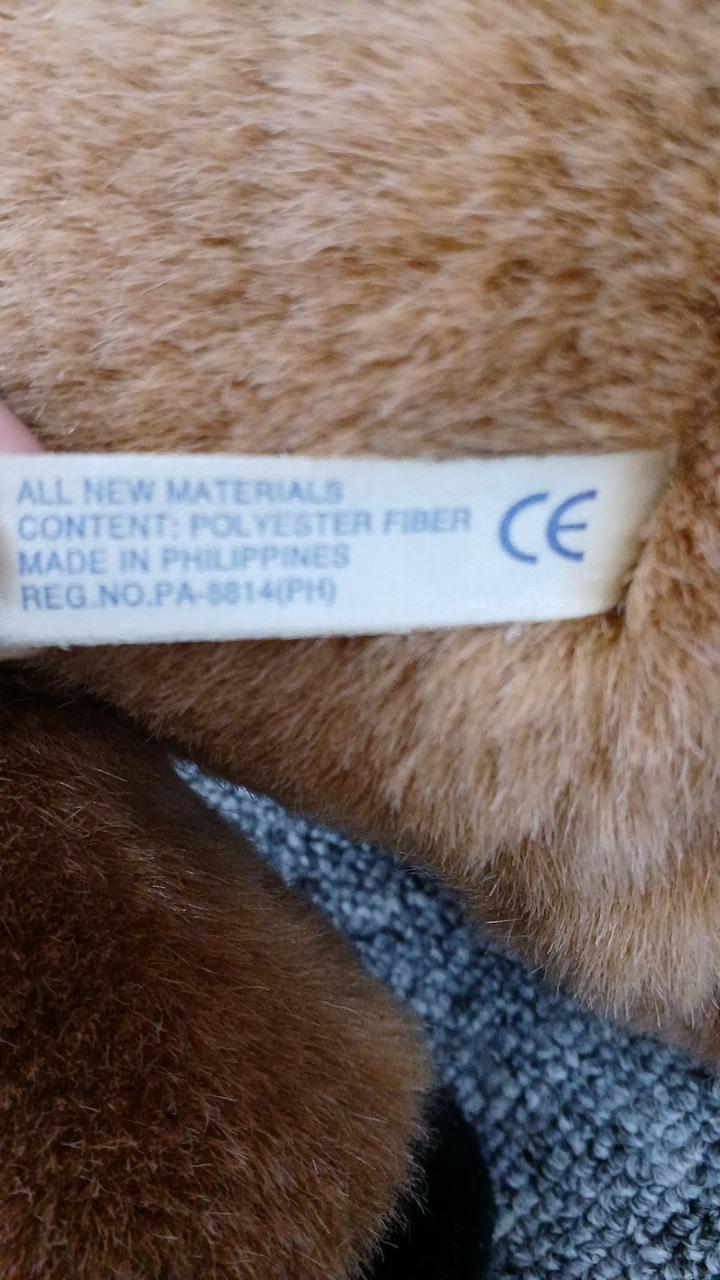 ALL NEW MATERIALS
CONTENT: POLYESTER FIBER
MADE IN PHILIPPINES
REG.NO.PA-8814(PH)
CE